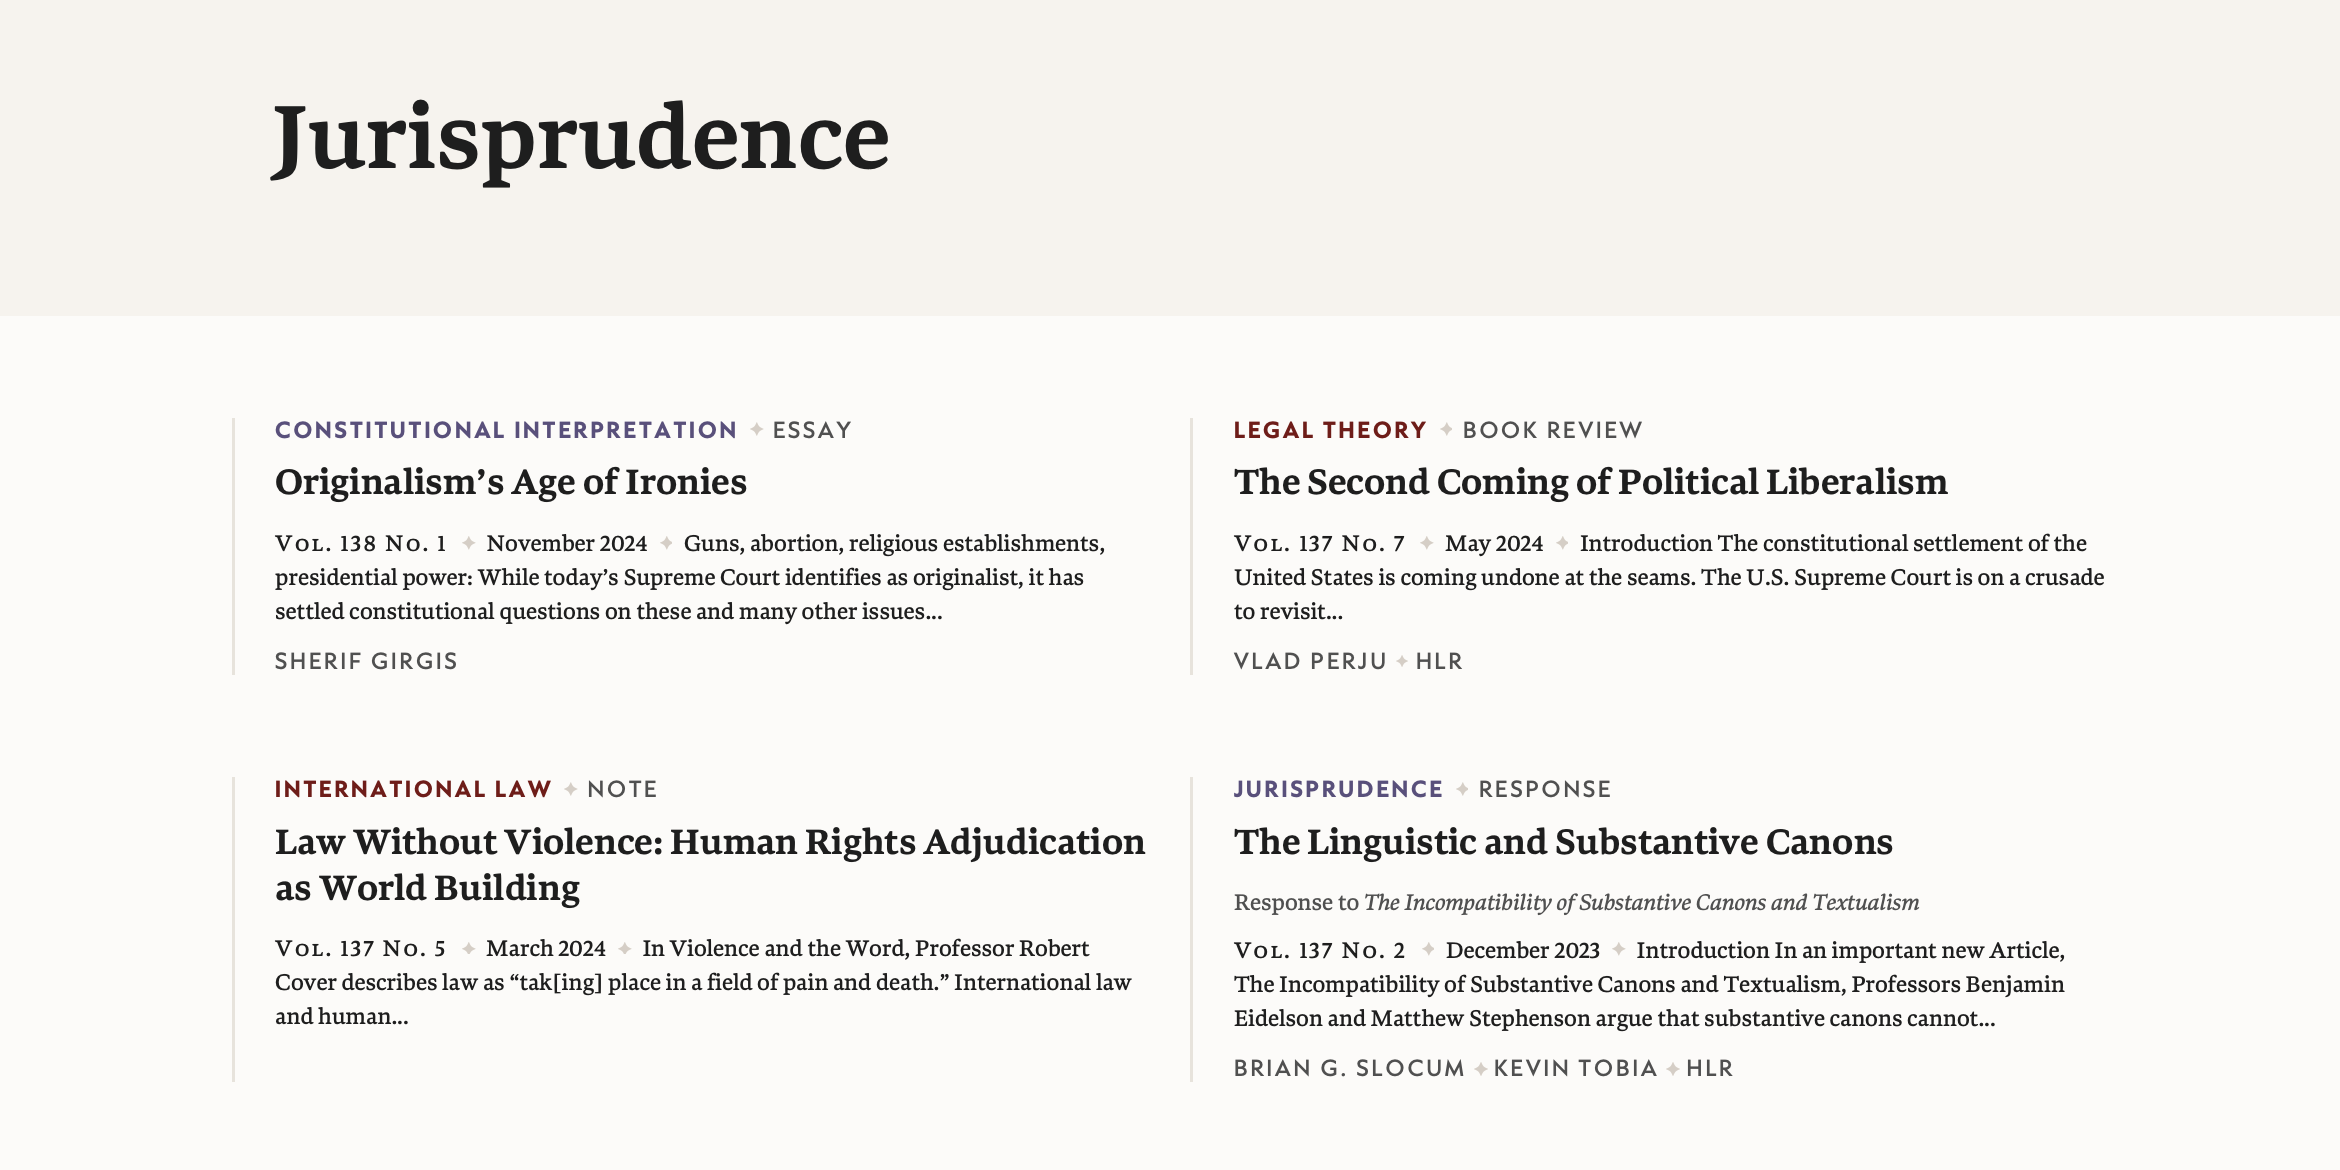 Jurisprudence
CONSTITUTIONAL INTERPRETATION ✦ ESSAY
Originalism’s Age of Ironies
Vol. 138 No. 1 ✦ November 2024 ✦ Guns, abortion, religious establishments,
presidential power: While today’s Supreme Court identifies as originalist, it has
settled constitutional questions on these and many other issues...
SHERIF GIRGIS
LEGAL THEORY ✦ BOOK REVIEW
The Second Coming of Political Liberalism
Vol. 137 No. 7 ✦ May 2024 ✦ Introduction The constitutional settlement of the
United States is coming undone at the seams. The U.S. Supreme Court is on a crusade
to revisit...
VLAD PERJU ✦ HLR
INTERNATIONAL LAW ✦ NOTE
Law Without Violence: Human Rights Adjudication
as World Building
Vol. 137 No. 5 ✦ March 2024 ✦ In Violence and the Word, Professor Robert
Cover describes law as “tak[ing] place in a field of pain and death.” International law
and human...
JURISPRUDENCE ✦ RESPONSE
The Linguistic and Substantive Canons
Response to The Incompatibility of Substantive Canons and Textualism
Vol. 137 No. 2 ✦ December 2023 ✦ Introduction In an important new Article,
The Incompatibility of Substantive Canons and Textualism, Professors Benjamin
Eidelson and Matthew Stephenson argue that substantive canons cannot...
BRIAN G. SLOCUM ✦ KEVIN TOBIA ✦ HLR